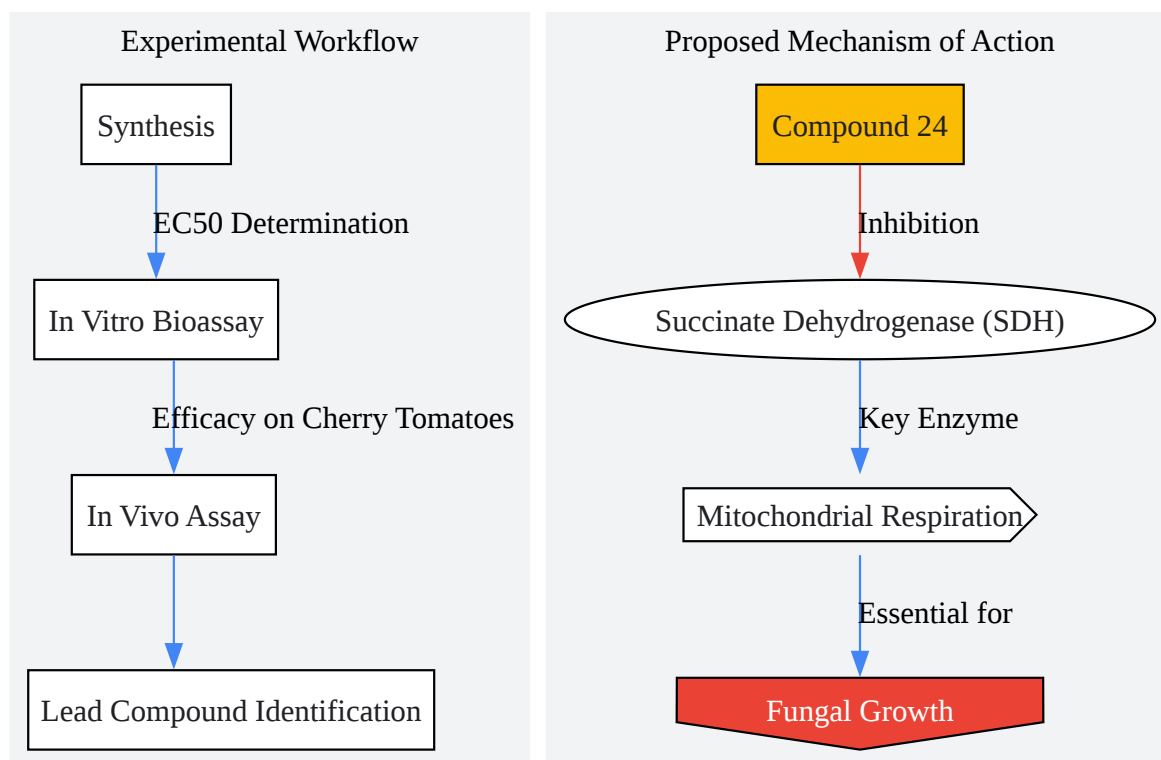 Experimental Workflow
Synthesis
EC50 Determination
In Vitro Bioassay
Efficacy on Cherry Tomatoes
In Vivo Assay
Lead Compound Identification
Proposed Mechanism of Action
Compound 24
Inhibition
Succinate Dehydrogenase (SDH)
Key Enzyme
Mitochondrial Respiration
Essential for
Fungal Growth